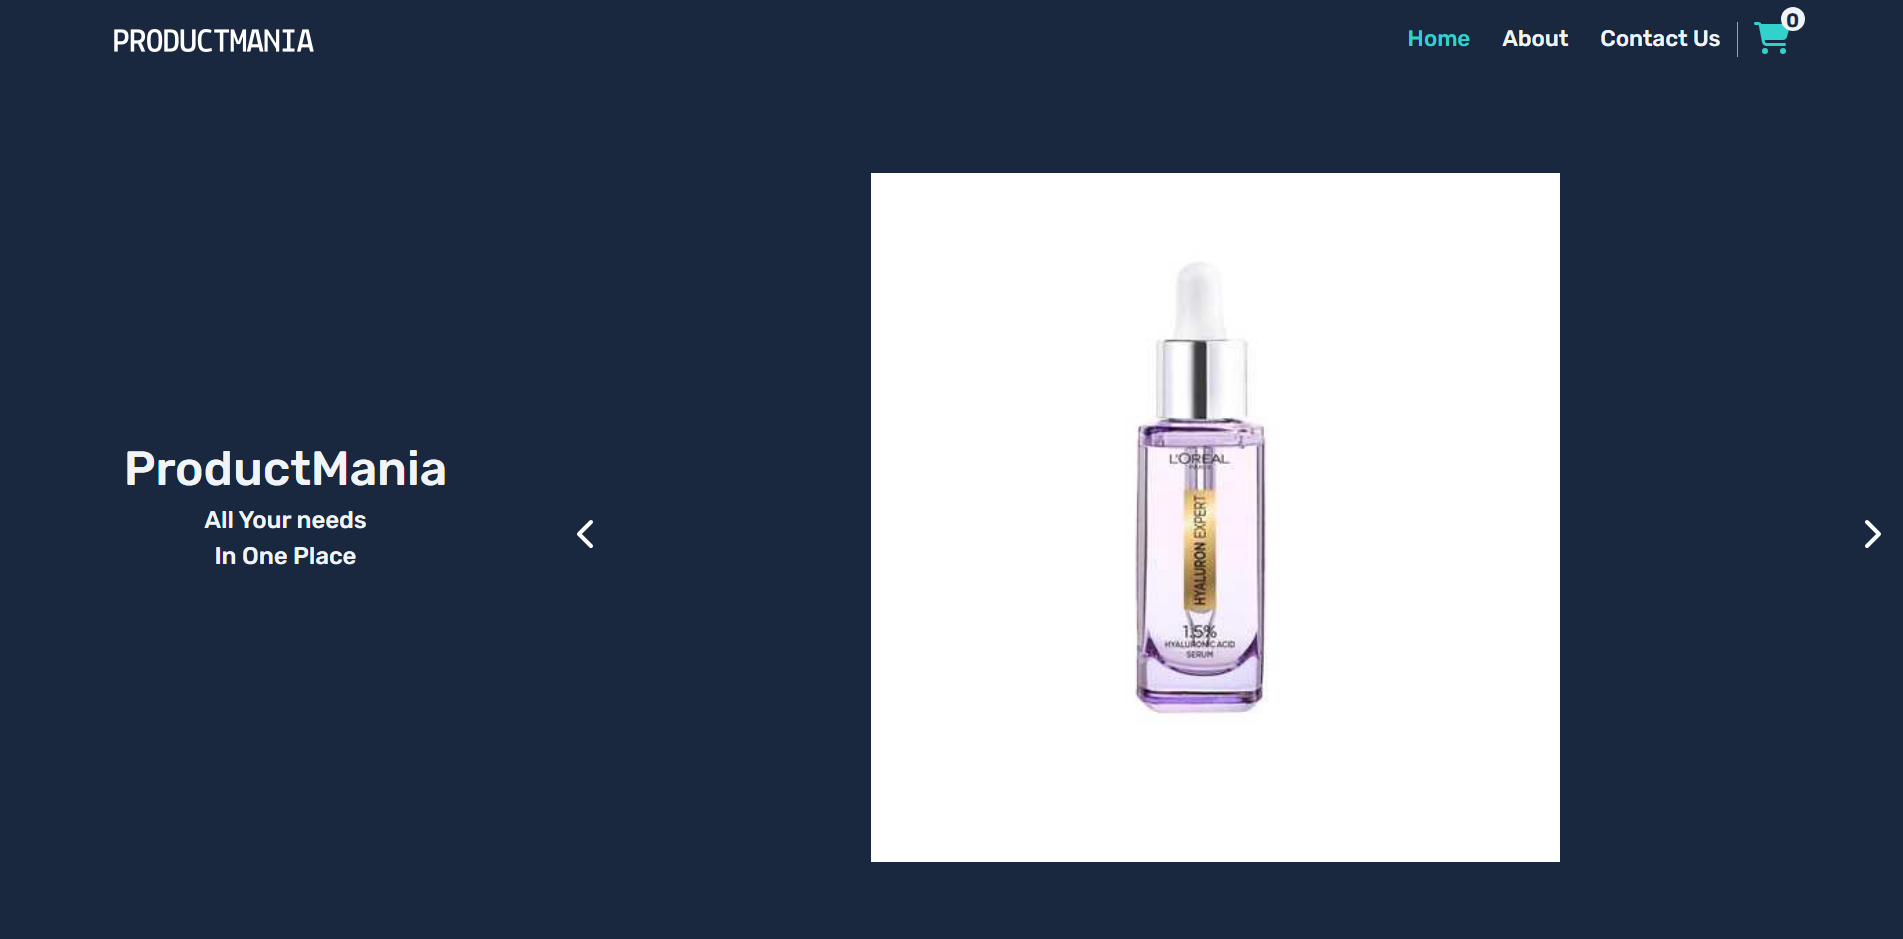 PRODUCTMANIA
Home About Contact Us 0
ProductMania
All Your needs
In One Place
L'ORÉAL
PARIS
HYALURON EXPERT
1.5%
HYALURONIC ACID
SERUM